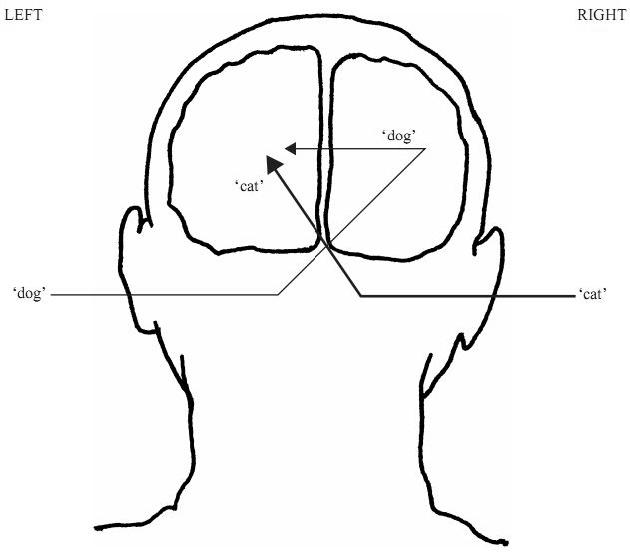 LEFT
RIGHT
‘dog’
‘cat’
‘dog’
‘cat’